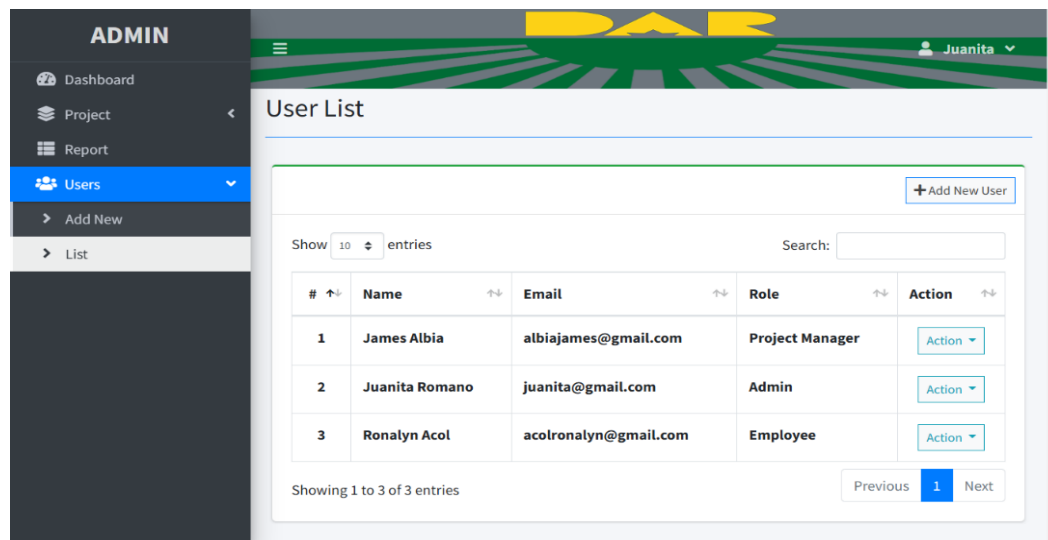 ADMIN
DAR
Juanita
Dashboard
Project
Report
Users
Add New
List
User List
Add New User
Show 10 entries
Search:
# Name Email Role Action
1 James Albia albiajames@gmail.com Project Manager Action
2 Juanita Romano juanita@gmail.com Admin Action
3 Ronalyn Acol acolronalyn@gmail.com Employee Action
Showing 1 to 3 of 3 entries
Previous 1 Next